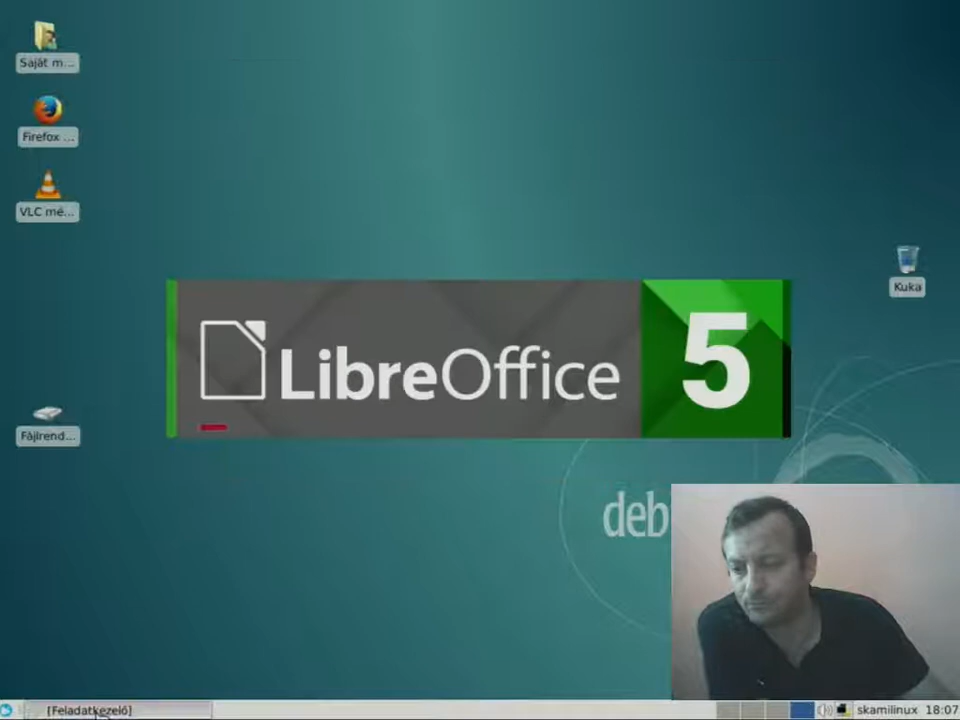 Saját m...
Firefox ...
VLC mé...
Kuka
LibreOffice 5
Fájlrend...
deb
[Feladatkezelő]
skamilinux 18:07